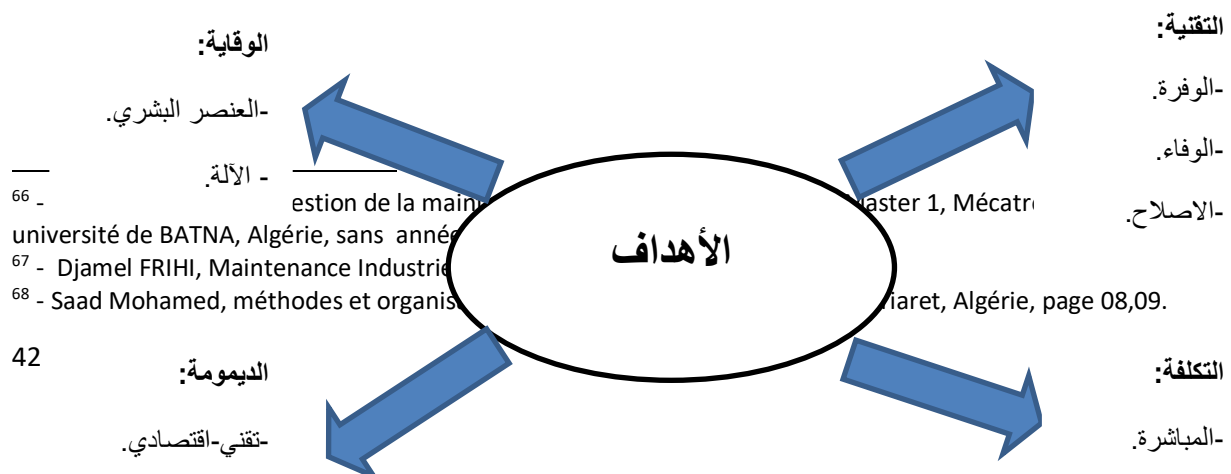 التقنية:
-الوفرة.
-الوفاء.
-الاصلاح.
الوقاية:
-العنصر البشري.
- الآلة.
الأهداف
66 - estion de la main aster 1, Mécatr
université de BATNA, Algérie, sans année
67 - Djamel FRIHI, Maintenance Industrie
68 - Saad Mohamed, méthodes et organis iaret, Algérie, page 08,09.
42
التكلفة:
-المباشرة.
الديمومة:
-تقني-اقتصادي.